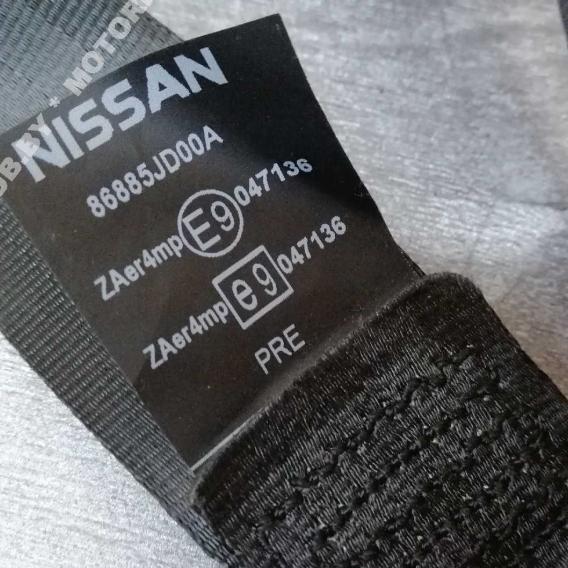 NISSAN
86885JD00A
ZAer4mp E9 047136
ZAer4mp e9 047136
PRE